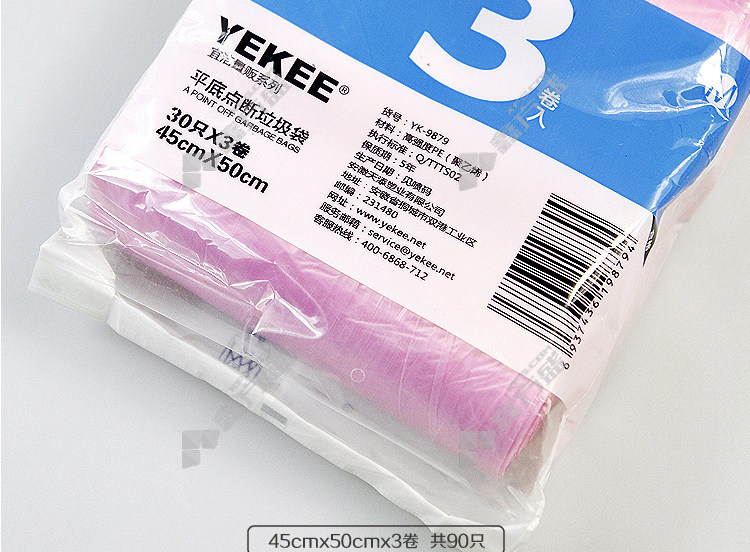 YEKEE®
宜洁量贩系列
平底点断垃圾袋
A POINT OFF GARBAGE BAGS
30只X3卷
45cmX50cm
3
卷入
货号：YK-9879
材料：高强度PE（聚乙烯）
执行标准：Q/TTS02
保质期：5年
生产日期：见喷码
安徽天港塑业有限公司
地址：安徽省桐城市双港工业区
邮编：231480
网址：www.yekee.net
服务邮箱：service@yekee.net
客服热线：400-6868-712
45cmx50cmx3卷 共90只